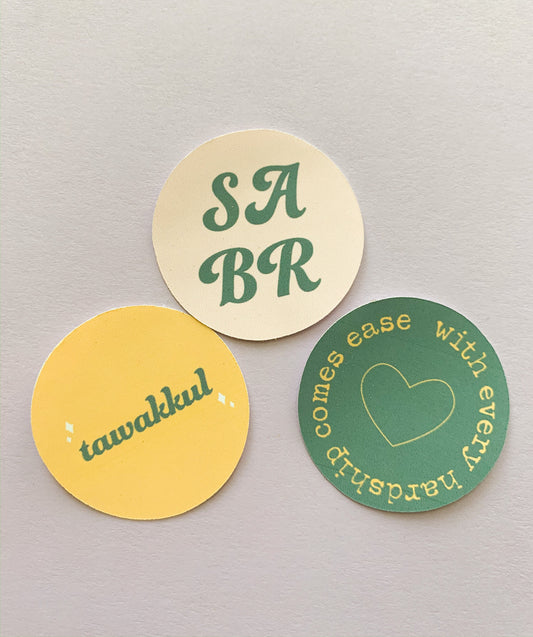 SA
BR
tawakkul
with every hardship comes ease